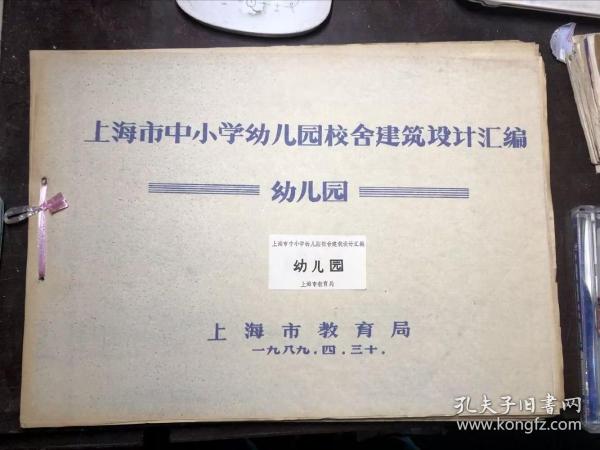 上海市中小学幼儿园校舍建筑设计汇编
幼儿园
上海市中小学幼儿园校舍建筑设计汇编
幼儿园
上海市教育局
上海市教育局
一九八九.四.三十.
孔夫子旧书网
www.kongfz.com